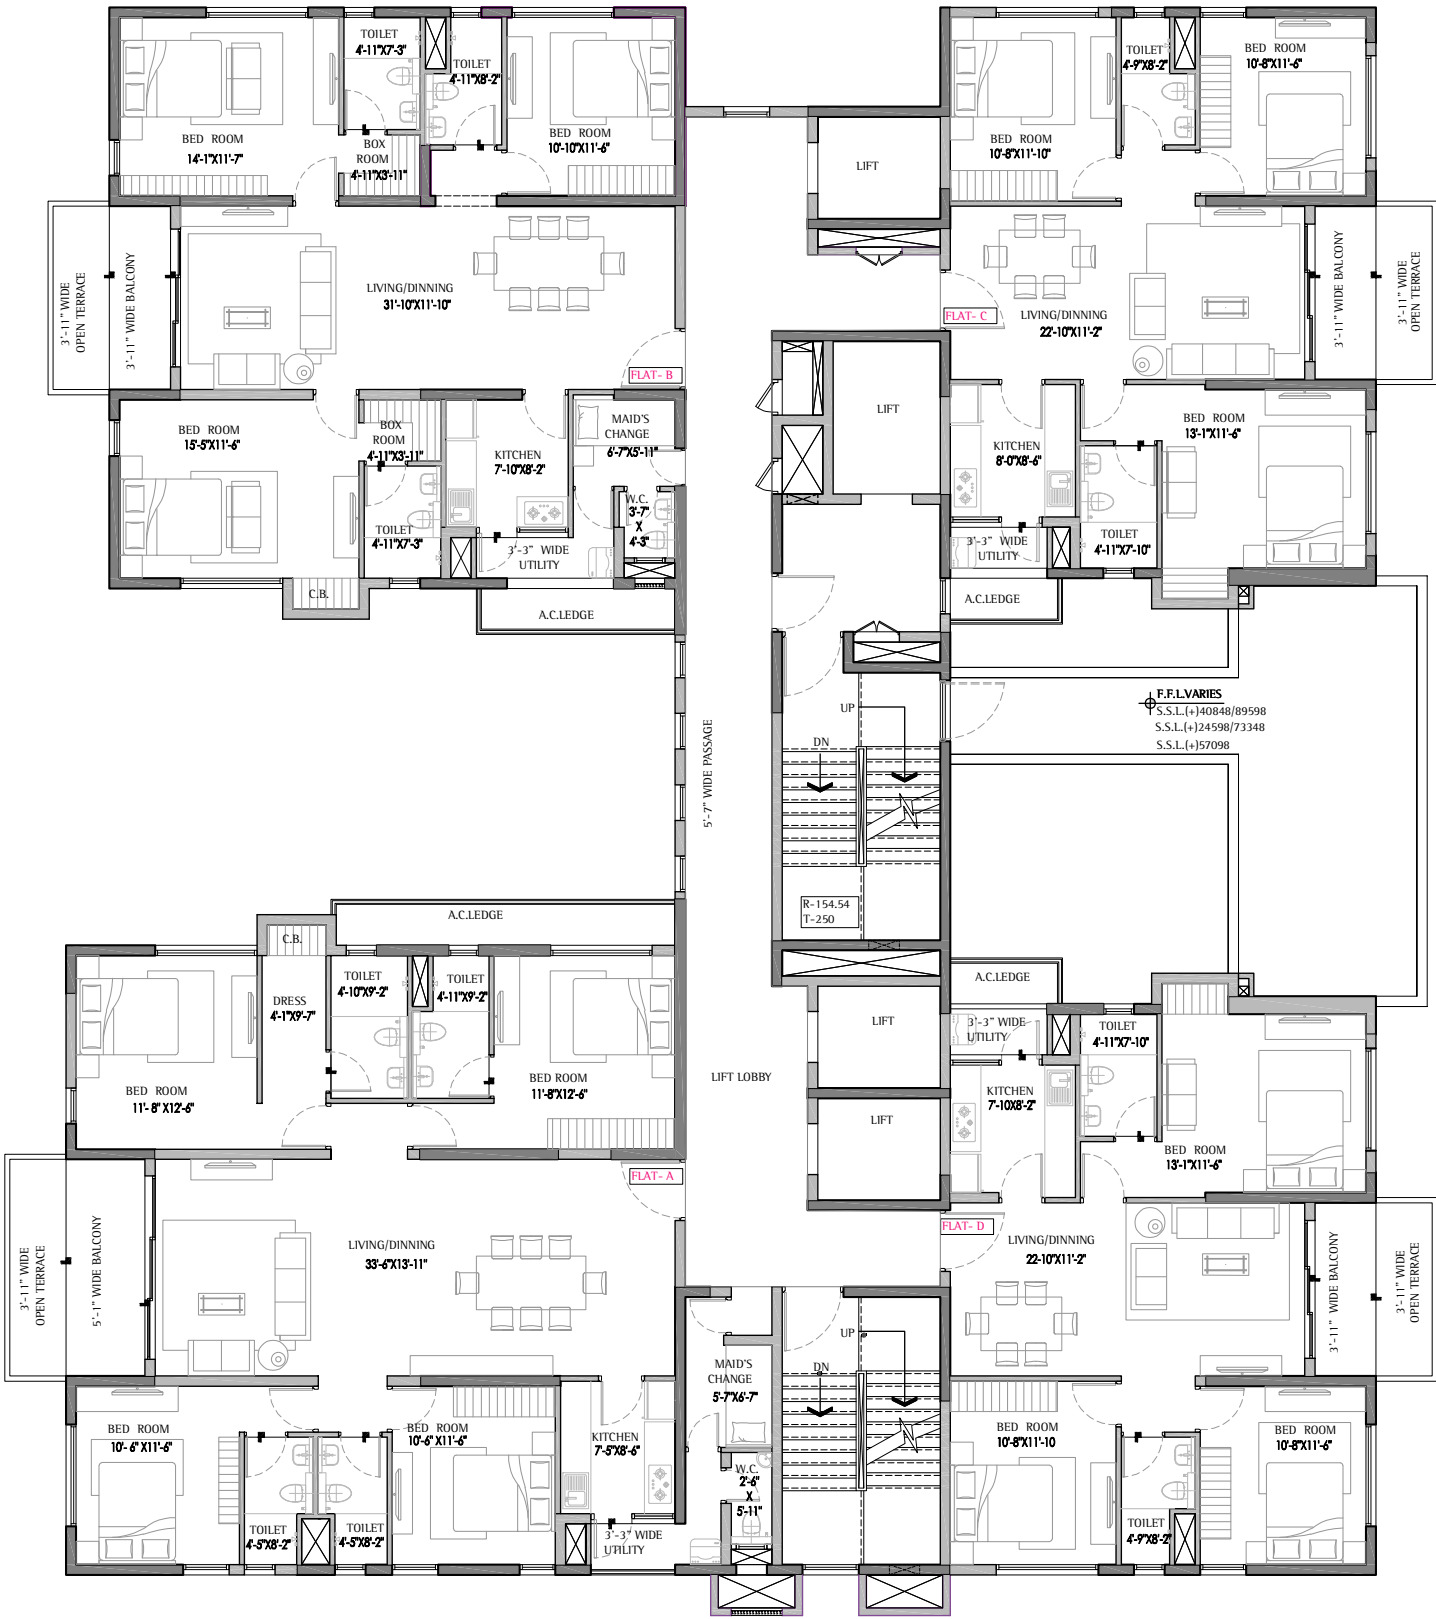 TOILET
4'-11"X7'-3"
TOILET
4'-11"X8'-2"
BED ROOM
14'-1"X11'-7"
BOX
ROOM
4'-11"X3'-11"
BED ROOM
10'-10"X11'-6"
3'-11" WIDE
OPEN TERRACE
3'-11" WIDE BALCONY
LIVING/DINNING
31'-10"X11'-10"
FLAT- B
BED ROOM
15'-5"X11'-6"
BOX
ROOM
4'-11"X3'-11"
KITCHEN
7'-10"X8'-2"
MAID'S
CHANGE
6'-7"X5'-11"
W.C.
3'-7"
X
4'-3"
TOILET
4'-11"X7'-3"
3'-3" WIDE
UTILITY
C.B.
A.C.LEDGE
LIFT
TOILET
4'-9"X8'-2"
BED ROOM
10'-8"X11'-6"
BED ROOM
10'-8"X11'-10"
FLAT- C
LIVING/DINNING
22'-10"X11'-2"
3'-11" WIDE BALCONY
3'-11" WIDE
OPEN TERRACE
LIFT
KITCHEN
8'-0"X8'-6"
BED ROOM
13'-1"X11'-6"
TOILET
4'-11"X7'-10"
3'-3" WIDE
UTILITY
A.C.LEDGE
F.F.L.VARIES
S.S.L.(+)40848/89598
S.S.L.(+)24598/73348
S.S.L.(+)57098
UP
DN
5'-7" WIDE PASSAGE
R-154.54
T-250
A.C.LEDGE
C.B.
DRESS
4'-1"X9'-7"
TOILET
4'-10"X9'-2"
TOILET
4'-11"X9'-2"
BED ROOM
11'- 8" X12'-6"
BED ROOM
11'-8"X12'-6"
LIFT LOBBY
LIFT
LIFT
A.C.LEDGE
3'-3" WIDE
UTILITY
TOILET
4'-11"X7'-10"
KITCHEN
7'-10X8'-2"
BED ROOM
13'-1"X11'-6"
FLAT- A
FLAT- D
3'-11" WIDE
OPEN TERRACE
5'-1" WIDE BALCONY
LIVING/DINNING
33'-6"X13'-11"
LIVING/DINNING
22-10"X11'-2"
3'-11" WIDE BALCONY
3'-11" WIDE
OPEN TERRACE
UP
DN
MAID'S
CHANGE
5'-7"X6'-7"
BED ROOM
10'- 6" X11'-6"
BED ROOM
10'-6" X11'-6"
KITCHEN
7'-5"X8'-6"
W.C.
2'-6"
X
5'-11"
TOILET
4'-5"X8'-2"
TOILET
4'-5"X8'-2"
3'-3" WIDE
UTILITY
BED ROOM
10'-8"X11'-10
BED ROOM
10'-8"X11'-6"
TOILET
4'-9"X8'-2"